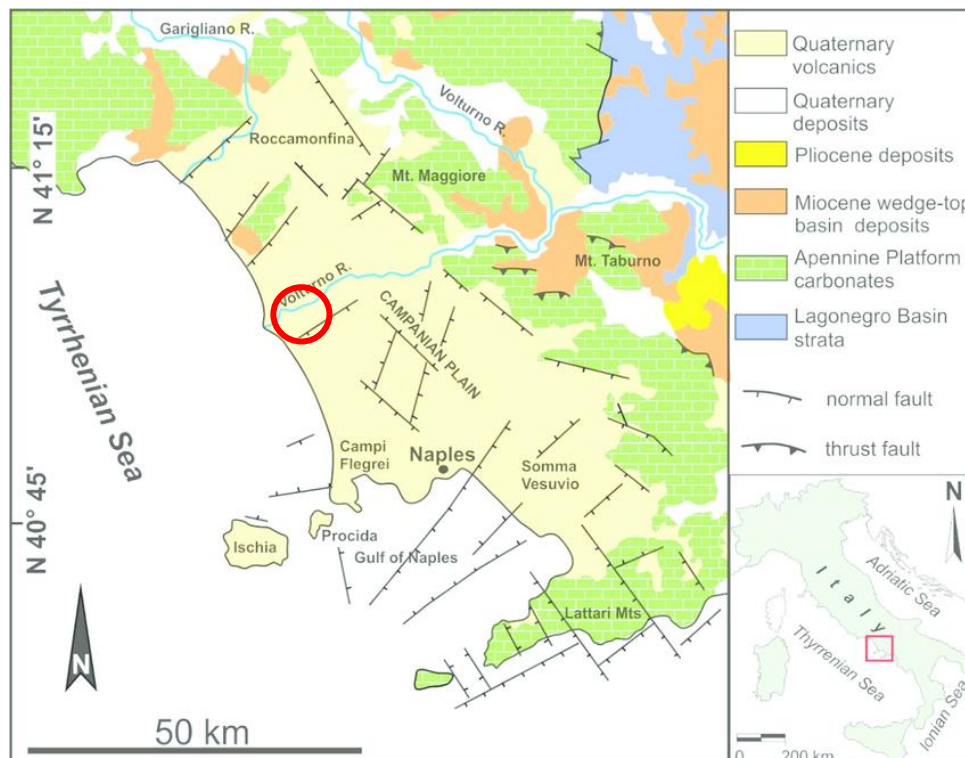 Garigliano R.
Volturno R.
Roccamonfina
Mt. Maggiore
Mt. Taburno
Volturno R.
CAMPANIAN PLAIN
N 41° 15'
Tyrrhenian Sea
Campi
Flegrei
Naples
Somma
Vesuvio
N 40° 45'
Ischia
Procida
Gulf of Naples
Lattari Mts
N
50 km
Quaternary
volcanics
Quaternary
deposits
Pliocene deposits
Miocene wedge-top
basin deposits
Apennine Platform
carbonates
Lagonegro Basin
strata
normal fault
thrust fault
N
Italy
Adriatic Sea
Thyrrenian Sea
Ionian Sea
0 200 km